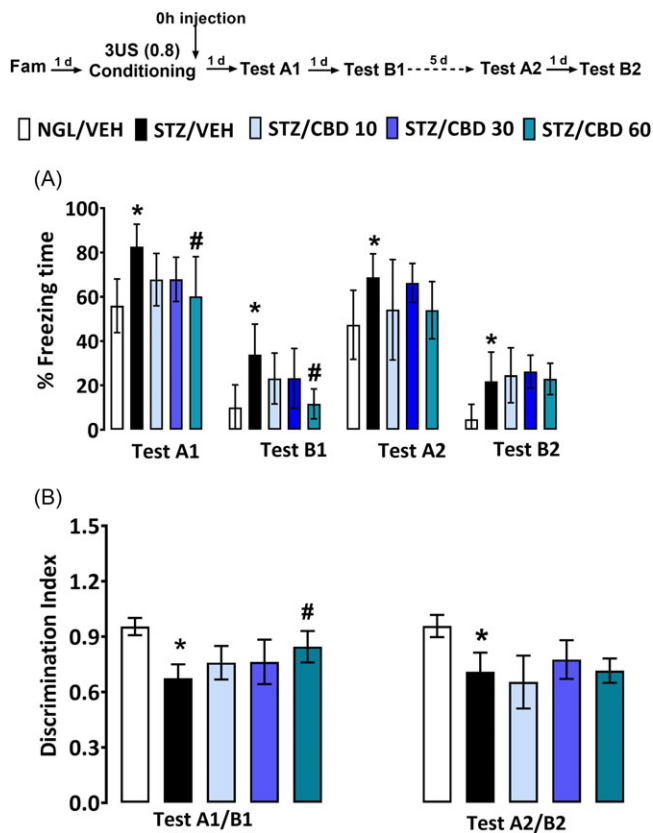 0h injection
3US (0.8)
Fam 1 d Conditioning 1 d Test A1 1 d Test B1 5 d Test A2 1 d Test B2
NGL/VEH STZ/VEH STZ/CBD 10 STZ/CBD 30 STZ/CBD 60
(A)
% Freezing time
100
80
60
40
20
0
* # * # * *
Test A1 Test B1 Test A2 Test B2
(B)
Discrimination Index
1.5
1.2
0.9
0.6
0.3
0.0
* # *
Test A1/B1 Test A2/B2